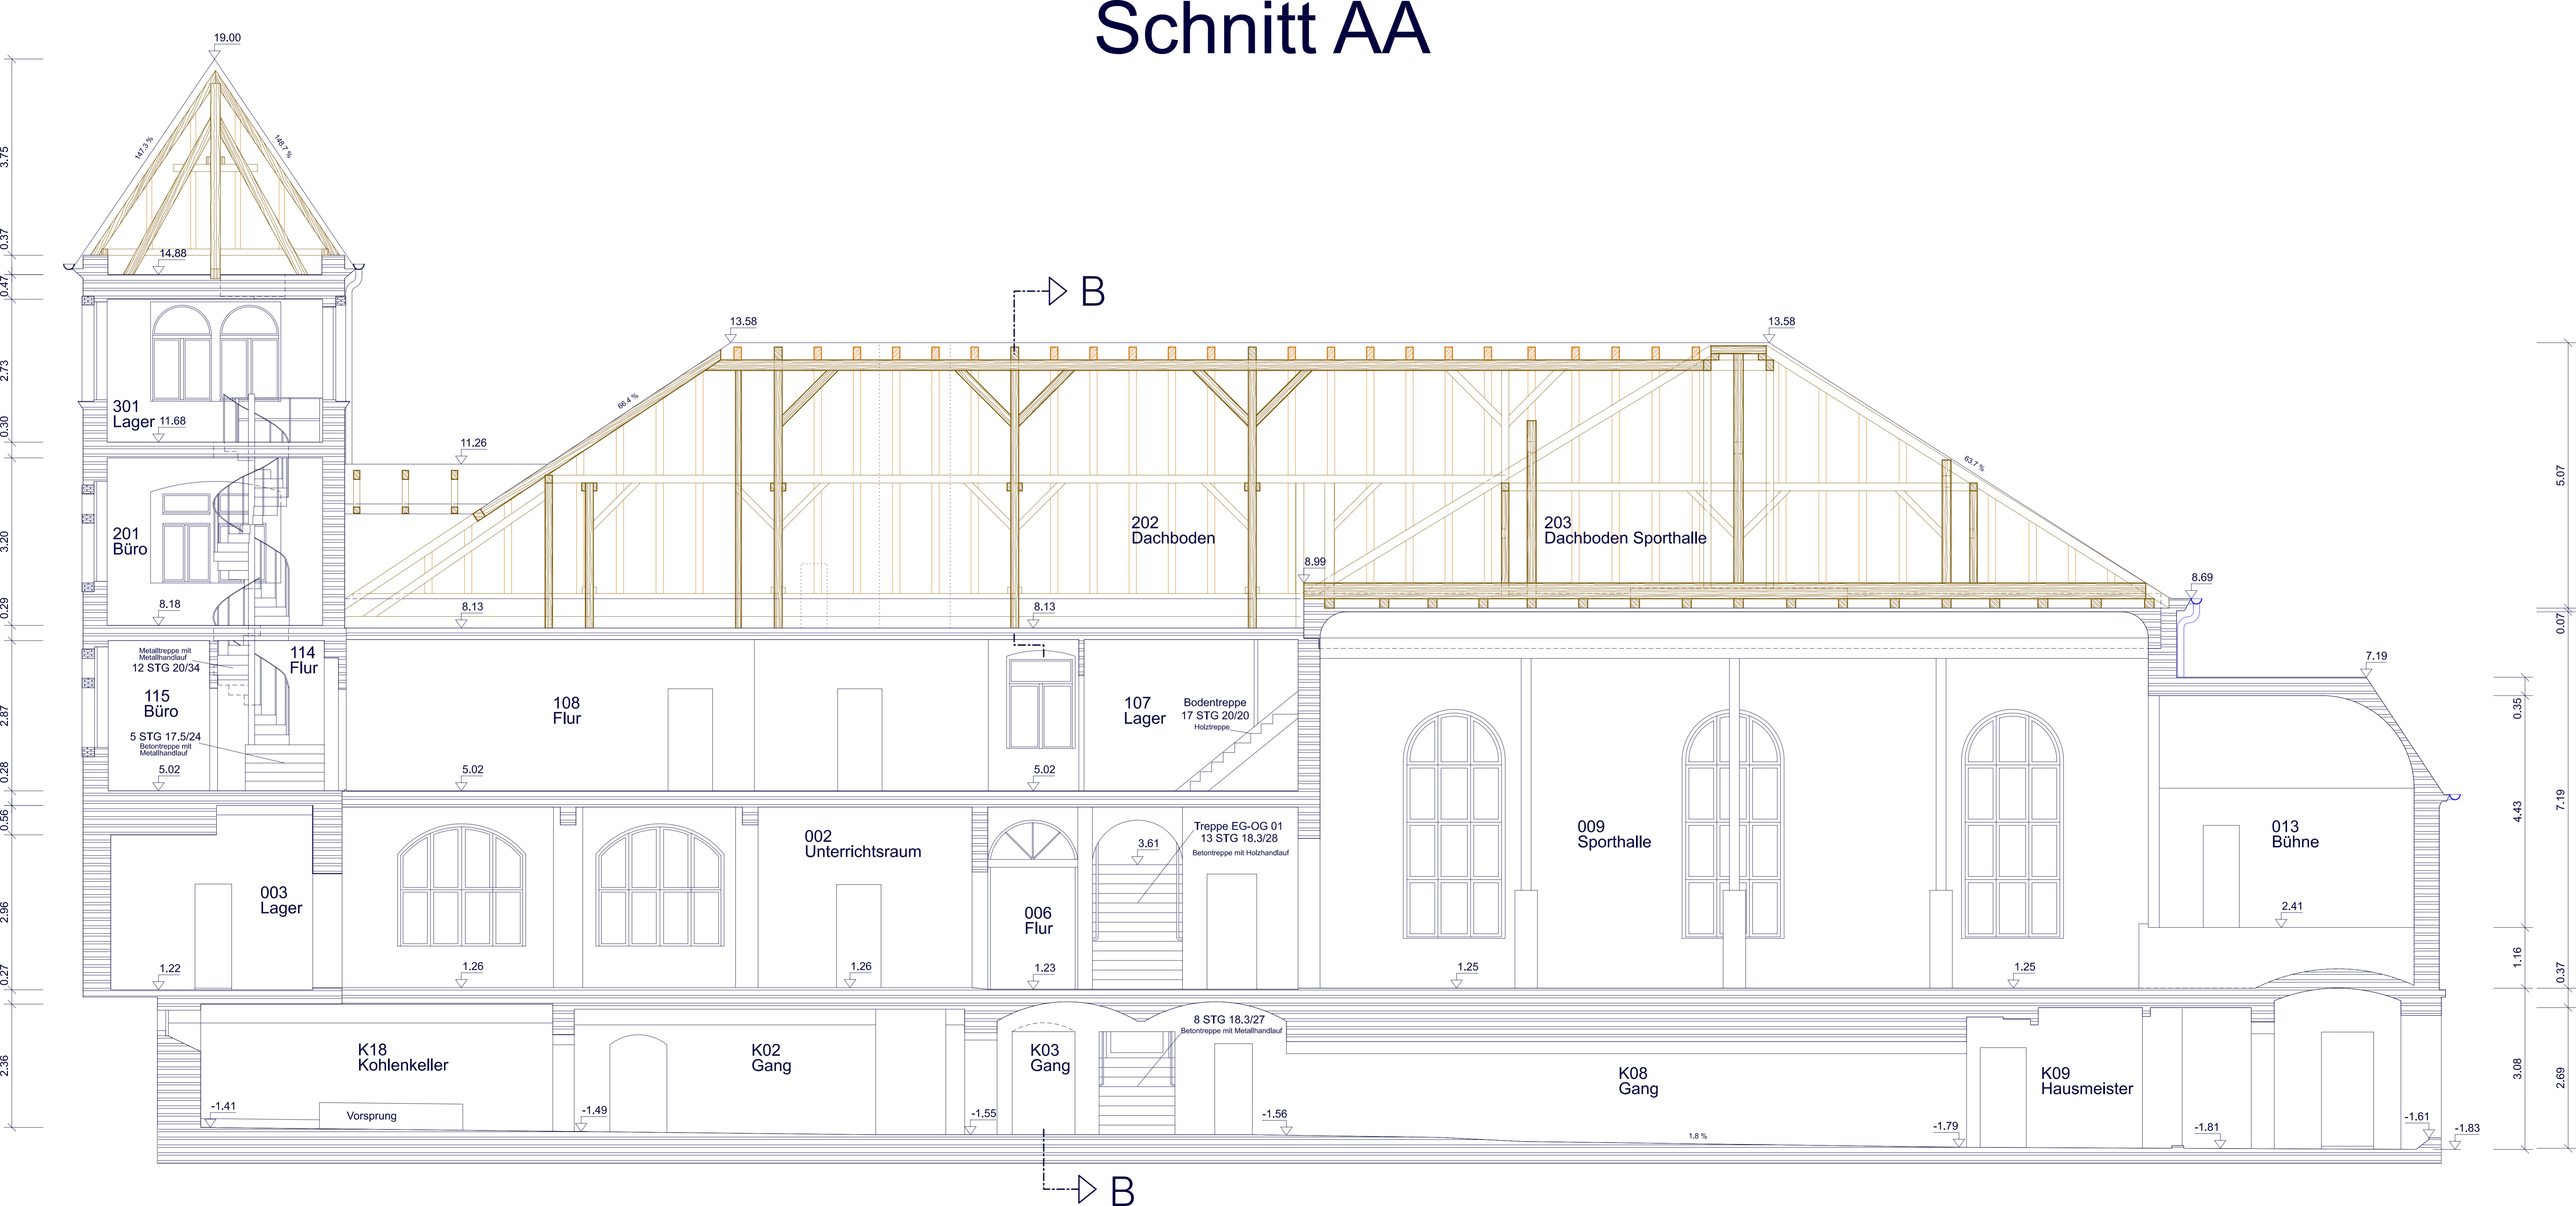 Schnitt AA
19.00
147.3 %
148.7 %
14.88
3.75
0.37
0.47
2.73
0.30
3.20
0.29
2.87
0.28
0.56
2.96
0.27
2.36
B
13.58
13.58
66.4 %
63.7 %
301
Lager
11.68
11.26
201
Büro
8.18
8.13
8.13
202
Dachboden
203
Dachboden Sporthalle
8.99
8.69
5.07
0.07
7.19
0.37
2.69
Metalltreppe mit
Metallhandlauf
12 STG 20/34
114
Flur
115
Büro
5 STG 17.5/24
Betontreppe mit
Metallhandlauf
5.02
5.02
5.02
108
Flur
107
Lager
Bodentreppe
17 STG 20/20
Holztreppe
7.19
0.35
4.43
1.16
3.08
003
Lager
1.22
1.26
002
Unterrichtsraum
1.26
006
Flur
1.23
3.61
Treppe EG-OG 01
13 STG 18.3/28
Betontreppe mit Holzhandlauf
009
Sporthalle
1.25
1.25
013
Bühne
2.41
K18
Kohlenkeller
-1.41
Vorsprung
-1.49
K02
Gang
-1.55
K03
Gang
8 STG 18.3/27
Betontreppe mit Metallhandlauf
-1.56
K08
Gang
1.8 %
-1.79
K09
Hausmeister
-1.81
-1.61
-1.83
B